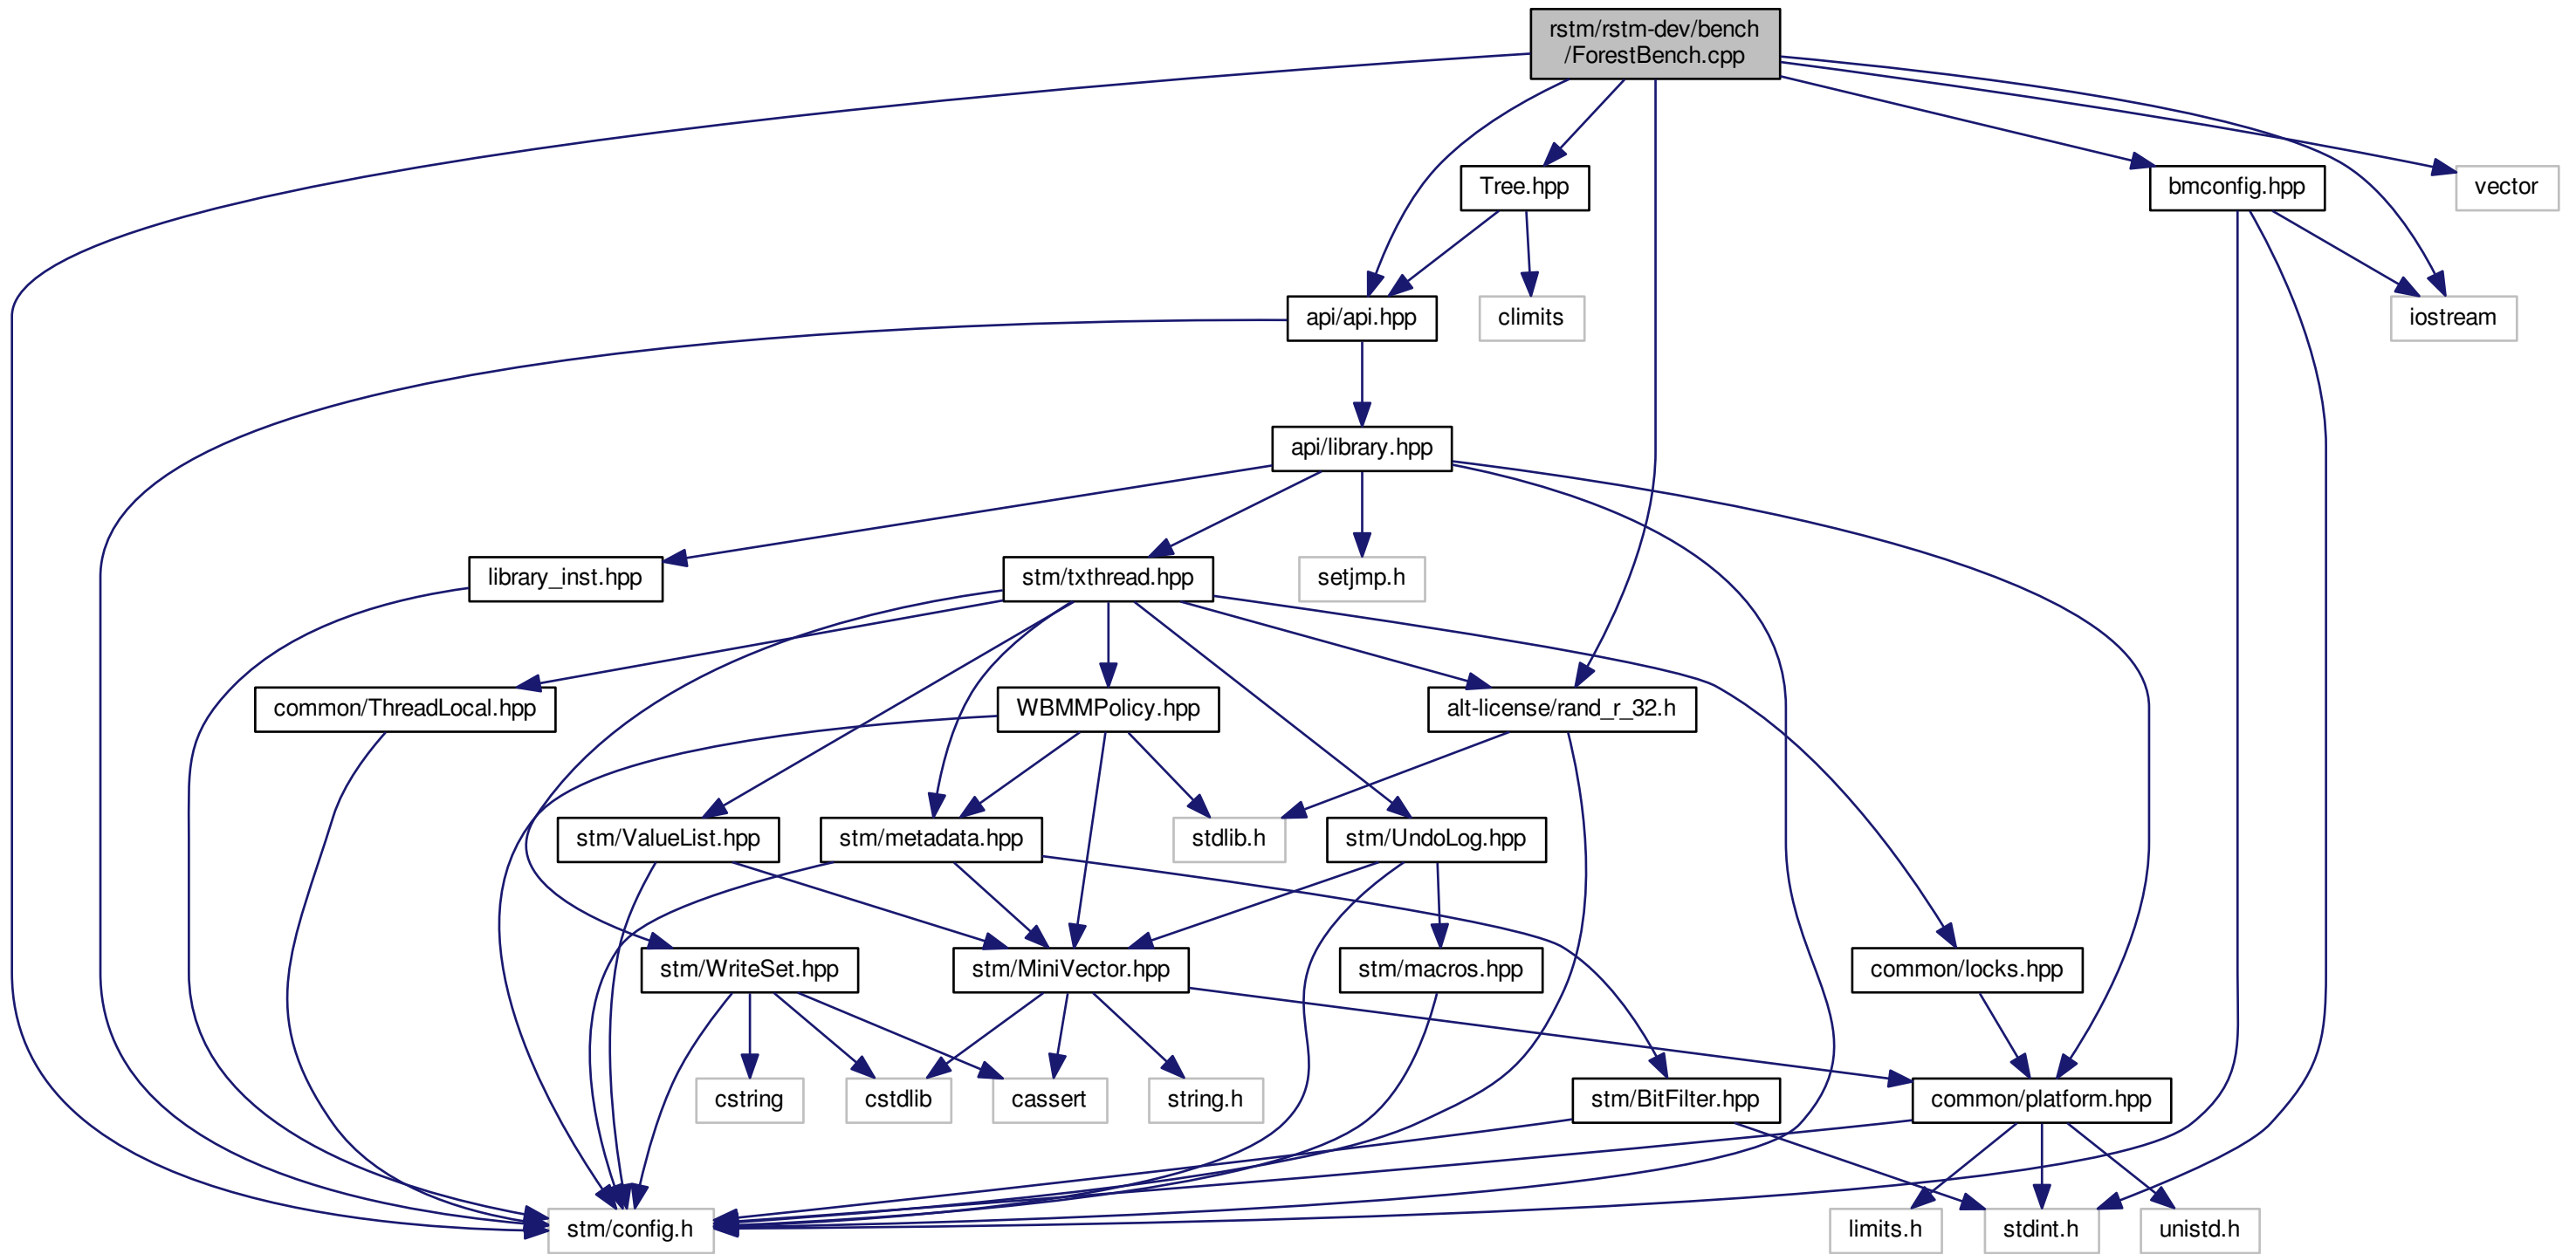 rstm/rstm-dev/bench
/ForestBench.cpp
Tree.hpp
bmconfig.hpp
vector
api/api.hpp
climits
iostream
api/library.hpp
library_inst.hpp
stm/txthread.hpp
setjmp.h
common/ThreadLocal.hpp
WBMMPolicy.hpp
alt-license/rand_r_32.h
stm/ValueList.hpp
stm/metadata.hpp
stdlib.h
stm/UndoLog.hpp
stm/WriteSet.hpp
stm/MiniVector.hpp
stm/macros.hpp
common/locks.hpp
cstring
cstdlib
cassert
string.h
stm/BitFilter.hpp
common/platform.hpp
stm/config.h
limits.h
stdint.h
unistd.h